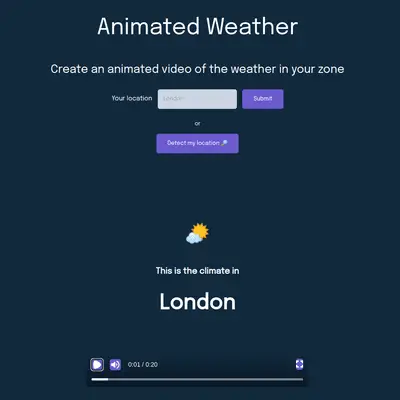 Animated Weather
Create an animated video of the weather in your zone
Your location London Submit
or
Detect my location 🔎
This is the climate in
London
0:01 / 0:20